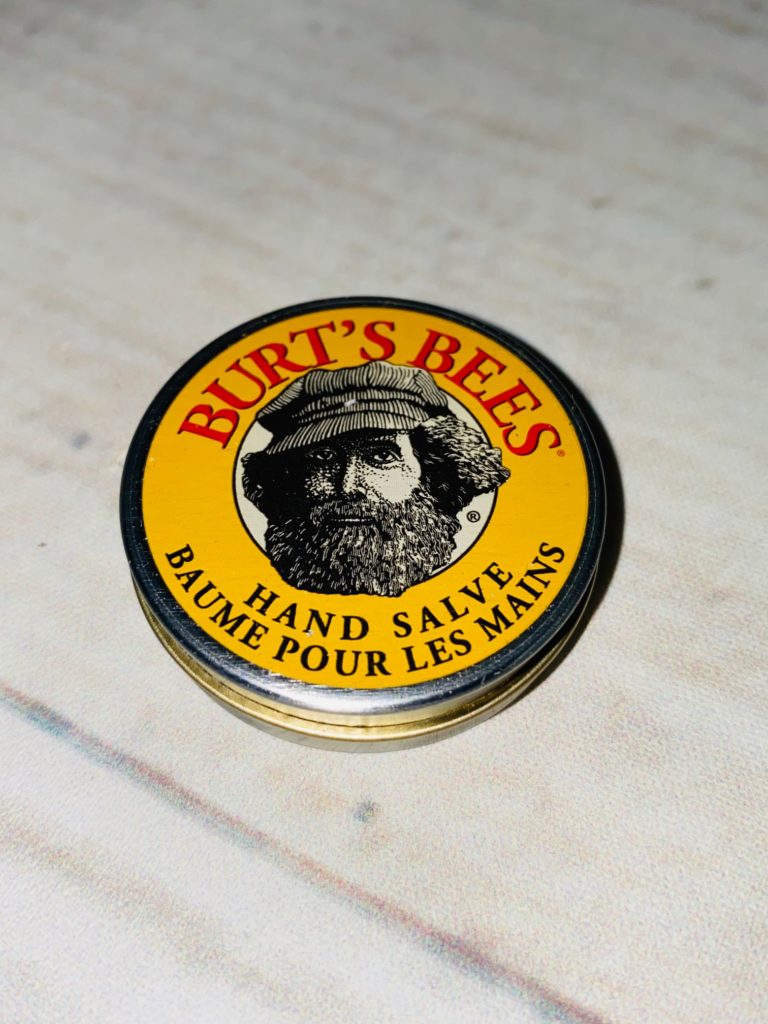 BURT'S BEES®
®
HAND SALVE
BAUME POUR LES MAINS